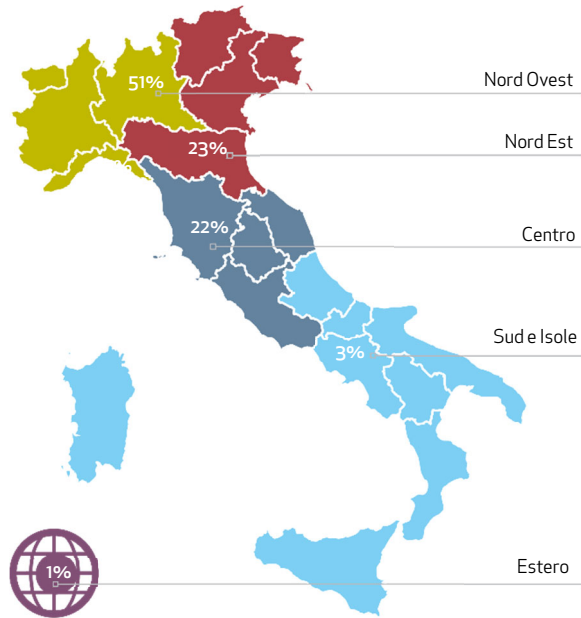 51%
Nord Ovest
23%
Nord Est
22%
Centro
3%
Sud e Isole
1%
Estero